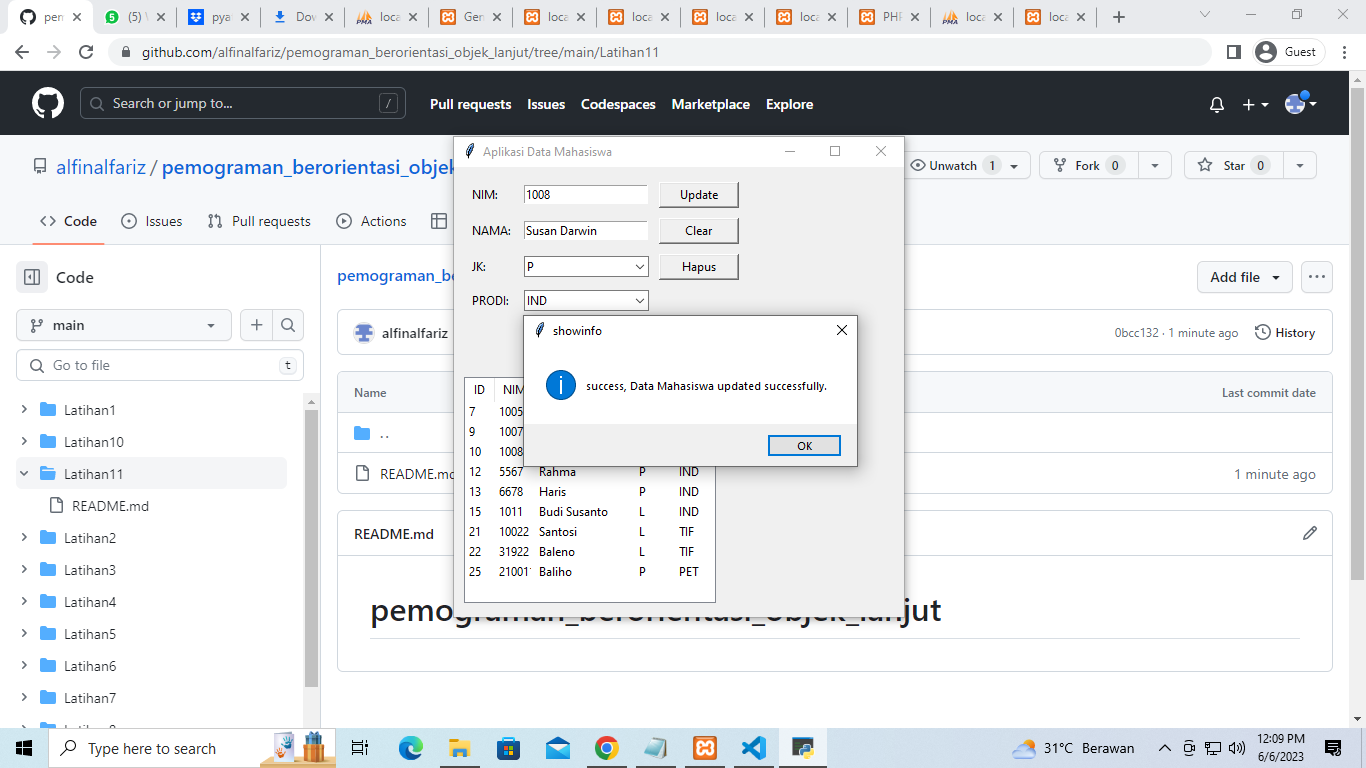 pem
(5) W
pya
Dow
loca
Gen
loca
loca
loca
loca
PHP
loca
loca
github.com/alfinalfariz/pemograman_berorientasi_objek_lanjut/tree/main/Latihan11
Guest
Search or jump to...
/
Pull requests
Issues
Codespaces
Marketplace
Explore
alfinalfariz / pemograman_berorientasi_objek
Unwatch 1
Fork 0
Star 0
Code
Issues
Pull requests
Actions
Aplikasi Data Mahasiswa
NIM: 1008 Update
NAMA: Susan Darwin Clear
JK: P Hapus
PRODI: IND
showinfo
success, Data Mahasiswa updated successfully.
OK
ID NIM
7 1005
9 1007
10 1008
12 5567 Rahma P IND
13 6678 Haris P IND
15 1011 Budi Susanto L IND
21 10022 Santosi L TIF
22 31922 Baleno L TIF
25 21001 Baliho P PET
Code
main
Go to file t
Latihan1
Latihan10
Latihan11
README.md
Latihan2
Latihan3
Latihan4
Latihan5
Latihan6
Latihan7
pemograman_be
Add file
alfinalfariz
0bcc132 · 1 minute ago History
Name Last commit date
..
README.md 1 minute ago
README.md
pemograman_berorientasi_objek_lanjut
Type here to search
31°C Berawan
12:09 PM
6/6/2023